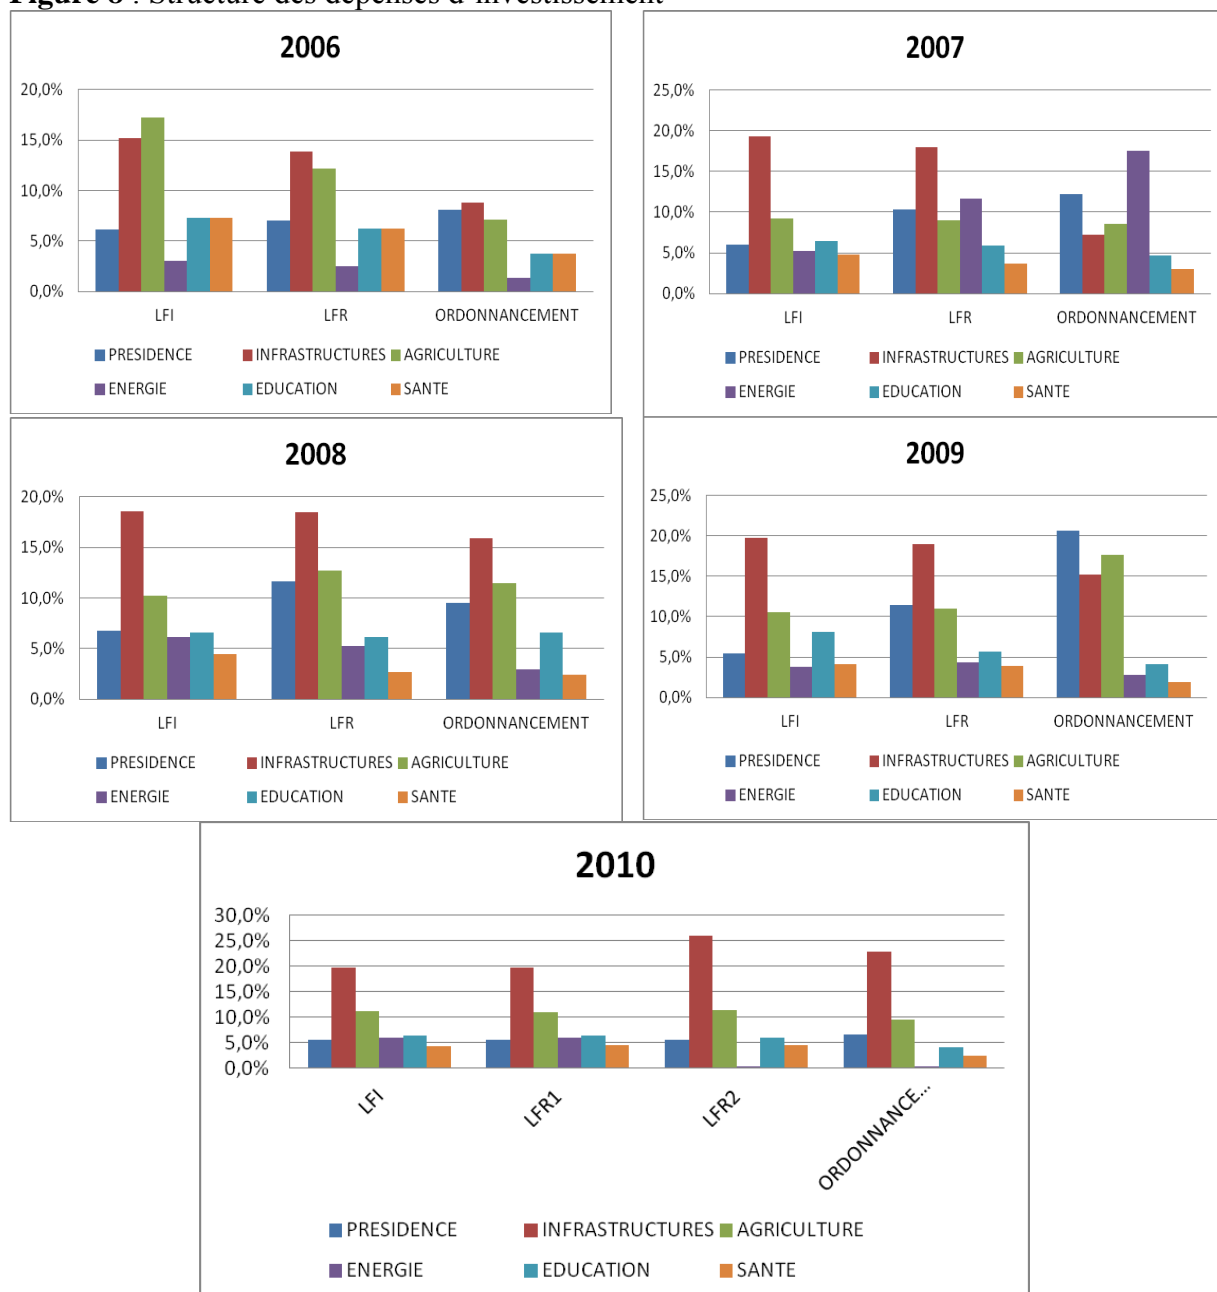 Figure 8 : Structure des dépenses d'investissement
2006
20,0%
15,0%
10,0%
5,0%
0,0%
LFI LFR ORDONNANCEMENT
PRESIDENCE INFRASTRUCTURES AGRICULTURE
ENERGIE EDUCATION SANTE
2007
25,0%
20,0%
15,0%
10,0%
5,0%
0,0%
LFI LFR ORDONNANCEMENT
PRESIDENCE INFRASTRUCTURES AGRICULTURE
ENERGIE EDUCATION SANTE
2008
20,0%
15,0%
10,0%
5,0%
0,0%
LFI LFR ORDONNANCEMENT
PRESIDENCE INFRASTRUCTURES AGRICULTURE
ENERGIE EDUCATION SANTE
2009
25,0%
20,0%
15,0%
10,0%
5,0%
0,0%
LFI LFR ORDONNANCEMENT
PRESIDENCE INFRASTRUCTURES AGRICULTURE
ENERGIE EDUCATION SANTE
2010
30,0%
25,0%
20,0%
15,0%
10,0%
5,0%
0,0%
LFI LFR1 LFR2 ORDONNANCE...
PRESIDENCE INFRASTRUCTURES AGRICULTURE
ENERGIE EDUCATION SANTE